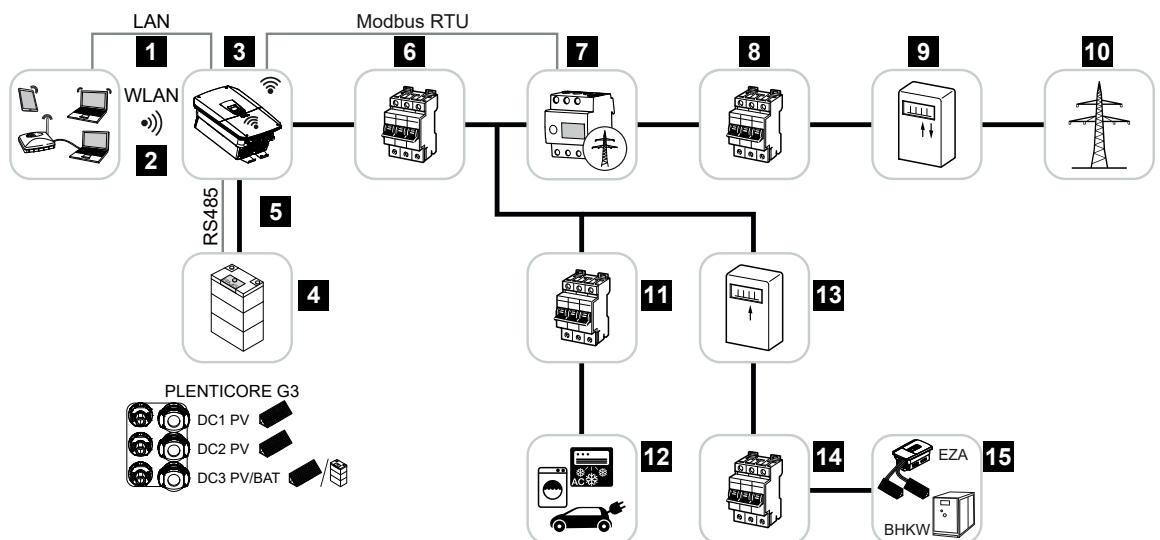 LAN
Modbus RTU
1
3
6
7
8
9
10
WLAN
2
RS485
5
4
11
13
PLENTICORE G3
DC1 PV
DC2 PV
DC3 PV/BAT
12
AC
14
EZA
15
BHKW